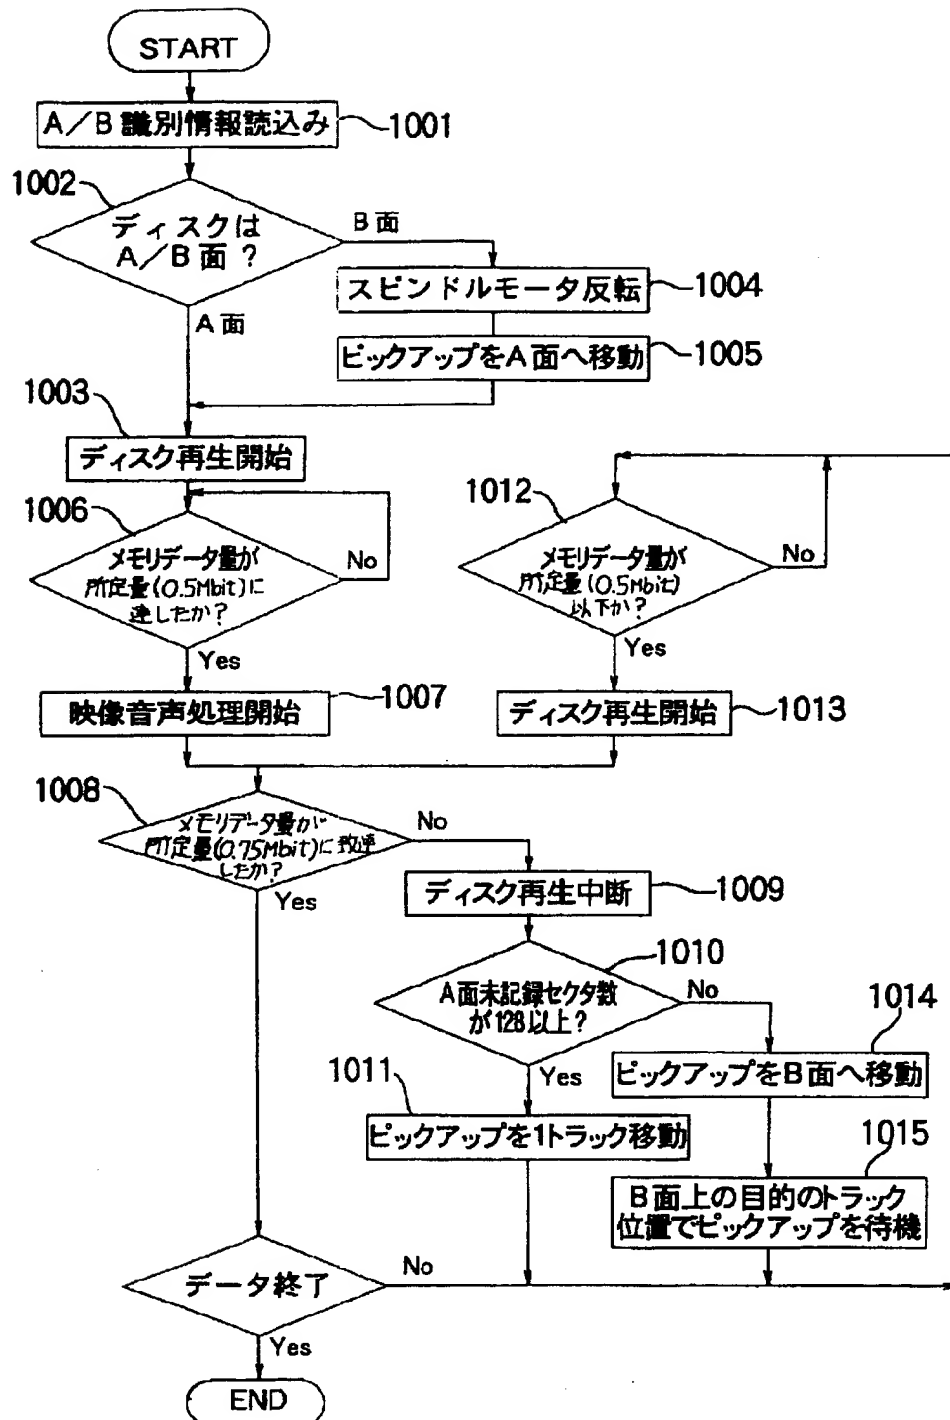 START
A/B識別情報読込み
1001
1002
ディスクは
A/B面?
B面
A面
スピンドルモータ反転
1004
ピックアップをA面へ移動
1005
1003
ディスク再生開始
1006
メモリデータ量が
所定量(0.5Mbit)に
達したか?
No
Yes
1012
メモリデータ量が
所定量(0.5Mbit)
以下か?
No
Yes
映像音声処理開始
1007
ディスク再生開始
1013
1008
メモリデータ量が
所定量(0.75Mbit)に致達
したか?
No
Yes
ディスク再生中断
1009
1010
A面未記録セクタ数
が128以上?
No
Yes
1014
ピックアップをB面へ移動
1011
ピックアップを1トラック移動
1015
B面上の目的のトラック
位置でピックアップを待機
データ終了
No
Yes
END